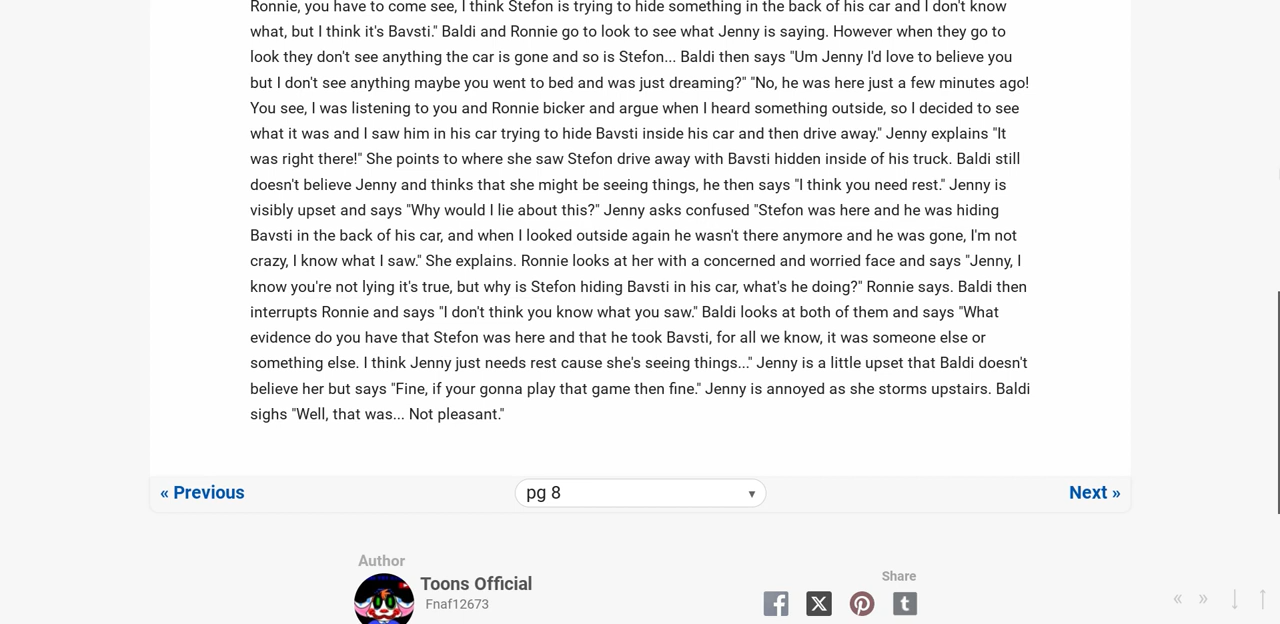 Ronnie, you have to come see, I think Stefon is trying to hide something in the back of his car and I don't know
what, but I think it's Bavsti." Baldi and Ronnie go to look to see what Jenny is saying. However when they go to
look they don't see anything the car is gone and so is Stefon... Baldi then says "Um Jenny I'd love to believe you
but I don't see anything maybe you went to bed and was just dreaming?" "No, he was here just a few minutes ago!
You see, I was listening to you and Ronnie bicker and argue when I heard something outside, so I decided to see
what it was and I saw him in his car trying to hide Bavsti inside his car and then drive away." Jenny explains "It
was right there!" She points to where she saw Stefon drive away with Bavsti hidden inside of his truck. Baldi still
doesn't believe Jenny and thinks that she might be seeing things, he then says "I think you need rest." Jenny is
visibly upset and says "Why would I lie about this?" Jenny asks confused "Stefon was here and he was hiding
Bavsti in the back of his car, and when I looked outside again he wasn't there anymore and he was gone, I'm not
crazy, I know what I saw." She explains. Ronnie looks at her with a concerned and worried face and says "Jenny, I
know you're not lying it's true, but why is Stefon hiding Bavsti in his car, what's he doing?" Ronnie says. Baldi then
interrupts Ronnie and says "I don't think you know what you saw." Baldi looks at both of them and says "What
evidence do you have that Stefon was here and that he took Bavsti, for all we know, it was someone else or
something else. I think Jenny just needs rest cause she's seeing things..." Jenny is a little upset that Baldi doesn't
believe her but says "Fine, if your gonna play that game then fine." Jenny is annoyed as she storms upstairs. Baldi
sighs "Well, that was... Not pleasant."
« Previous
pg 8
Next »
Author
Toons Official
Fnaf12673
Share